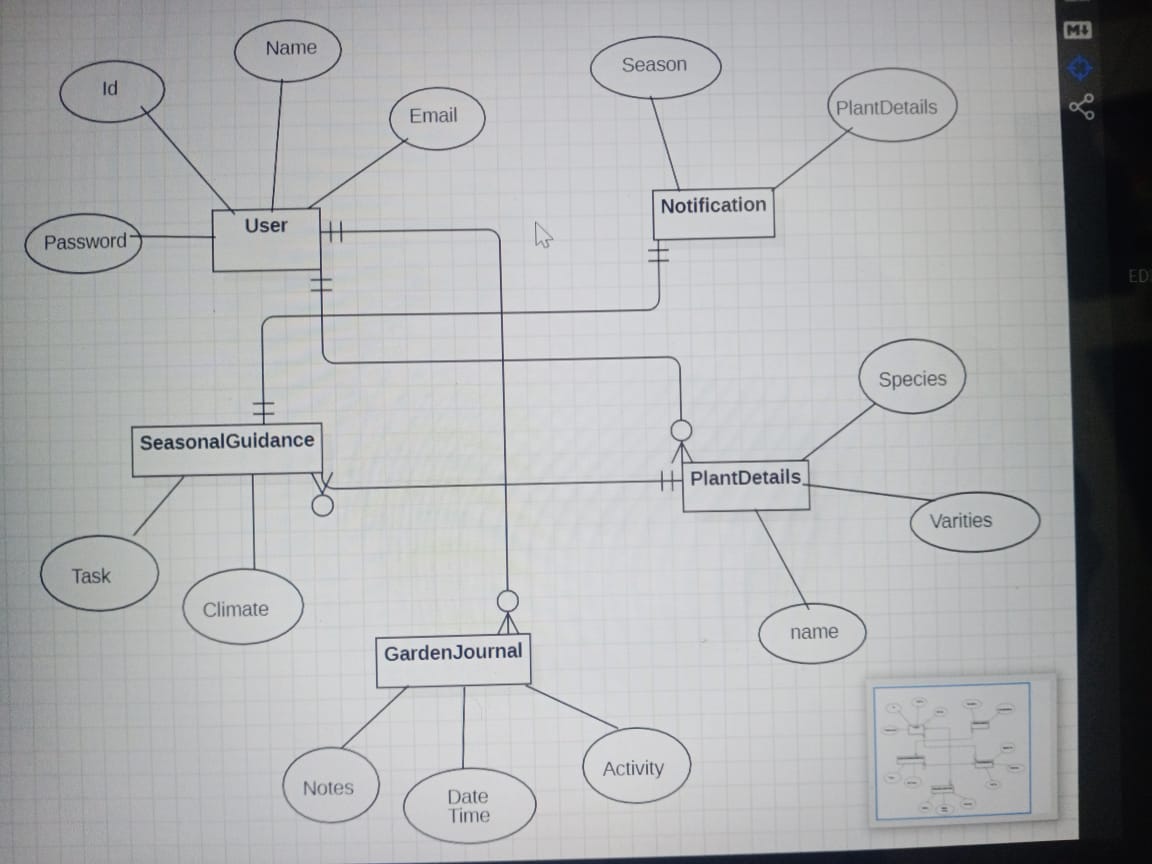 Name
Id
Email
Season
PlantDetails
User
Password
Notification
Species
SeasonalGuidance
PlantDetails
Varities
Task
Climate
name
GardenJournal
Notes
Date
Time
Activity
M
ED